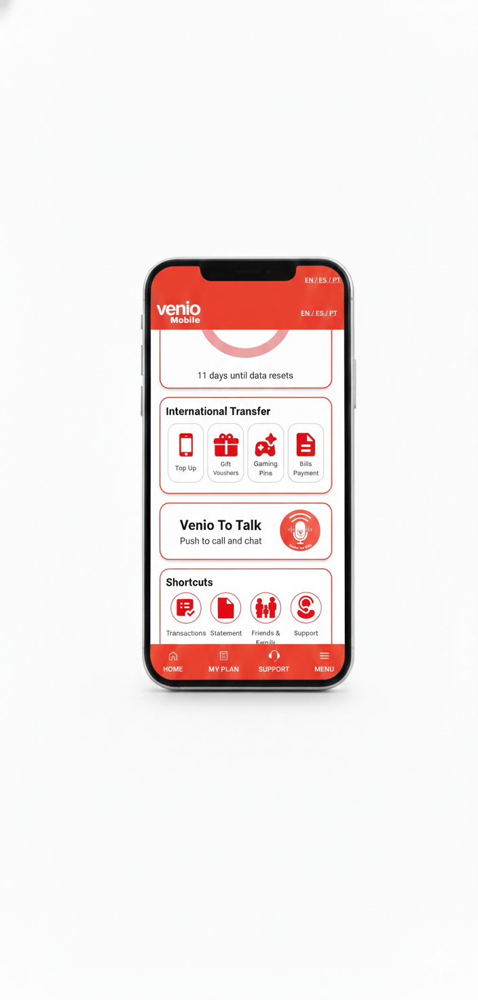 EN / ES / PT
venio
Mobile
EN / ES / PT
11 days until data resets
International Transfer
Top Up
Gift
Voushers
Gaming
Pins
Bills
Payment
Venio To Talk
Push to call and chat
Shortcuts
Transactions
Statement
Friends &
Family
Support
HOME
MY PLAN
SUPPORT
MENU